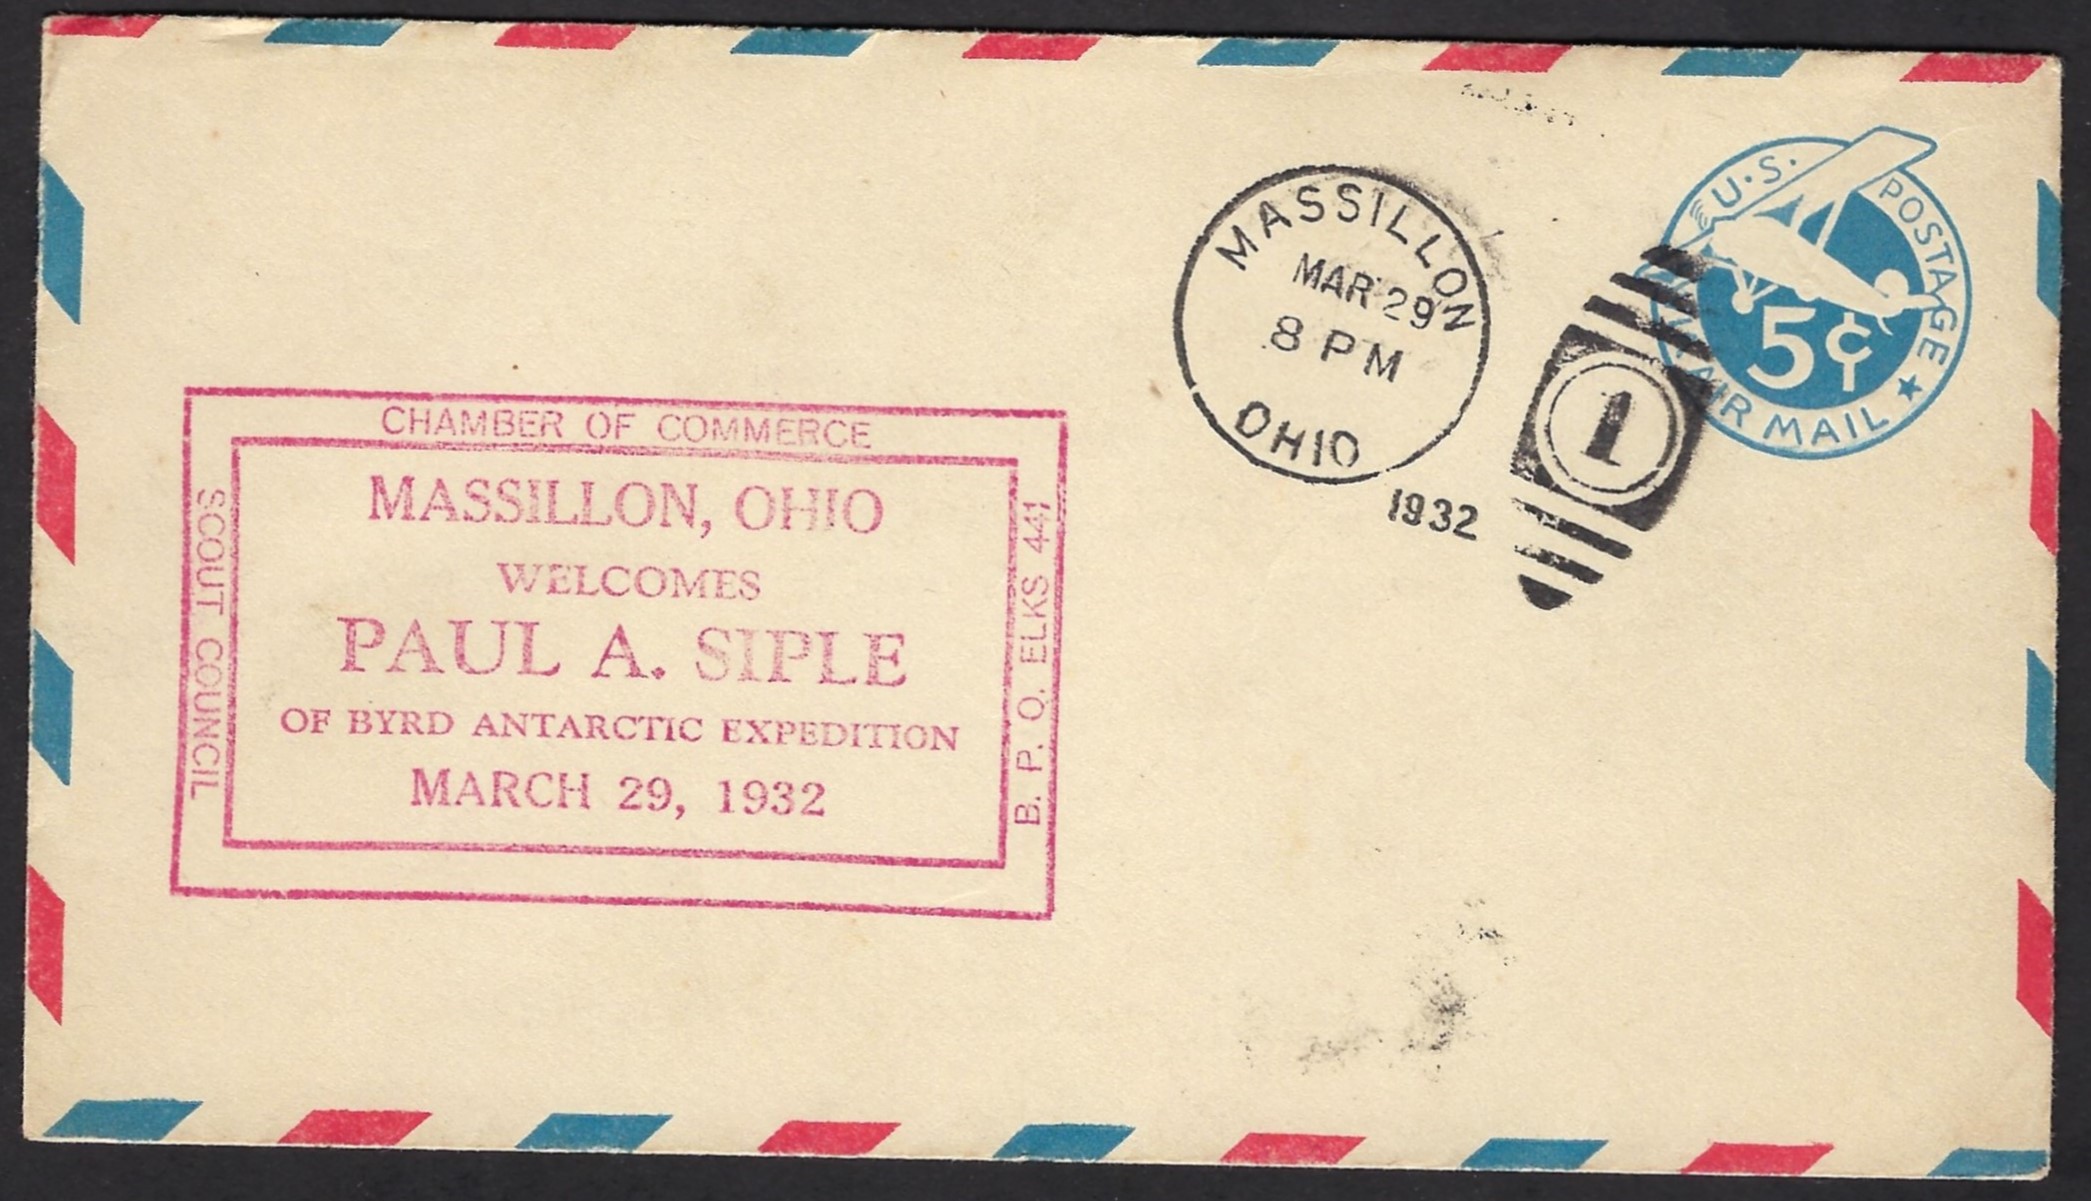 CHAMBER OF COMMERCE
SCOUT COUNCIL
MASSILLON, OHIO
WELCOMES
PAUL A. SIPLE
OF BYRD ANTARCTIC EXPEDITION
MARCH 29, 1932
B. P. O. ELKS 441
MASSILLON
MAR 29
8 PM
OHIO
1932
1
U.S. POSTAGE
5¢
AIR MAIL